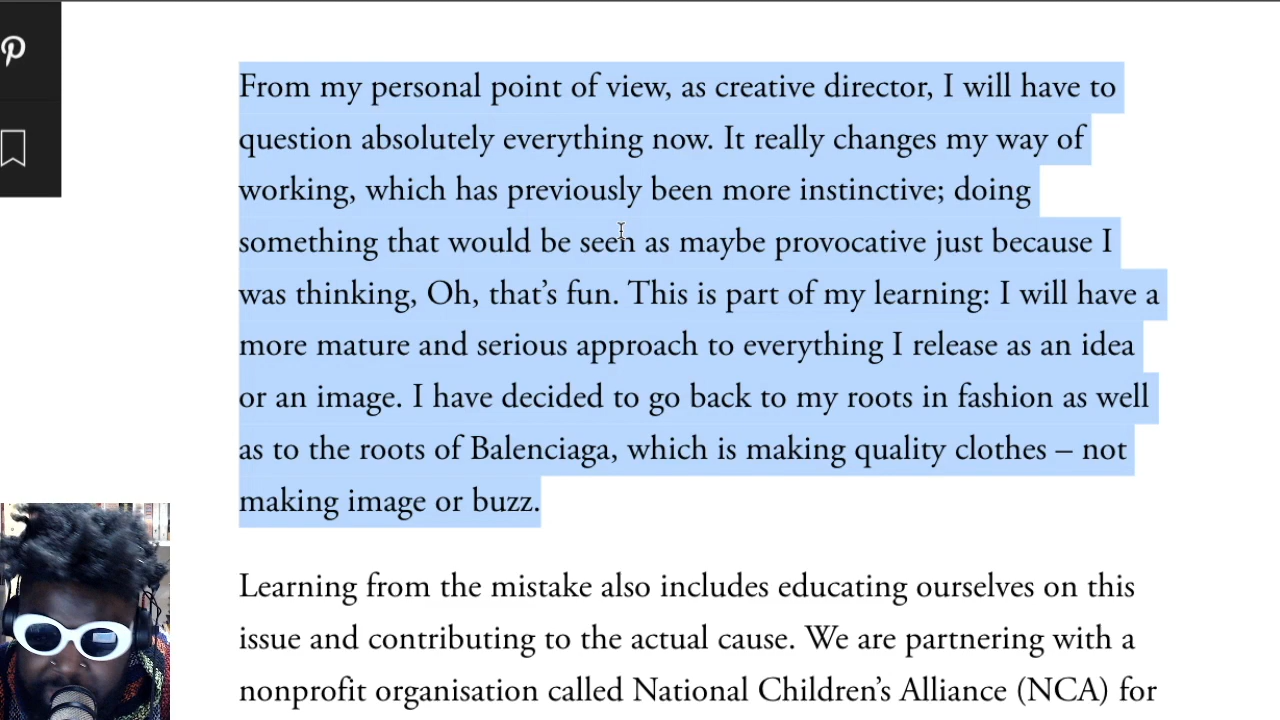 From my personal point of view, as creative director, I will have to
question absolutely everything now. It really changes my way of
working, which has previously been more instinctive; doing
something that would be seen as maybe provocative just because I
was thinking, Oh, that’s fun. This is part of my learning: I will have a
more mature and serious approach to everything I release as an idea
or an image. I have decided to go back to my roots in fashion as well
as to the roots of Balenciaga, which is making quality clothes – not
making image or buzz.
Learning from the mistake also includes educating ourselves on this
issue and contributing to the actual cause. We are partnering with a
nonprofit organisation called National Children’s Alliance (NCA) for